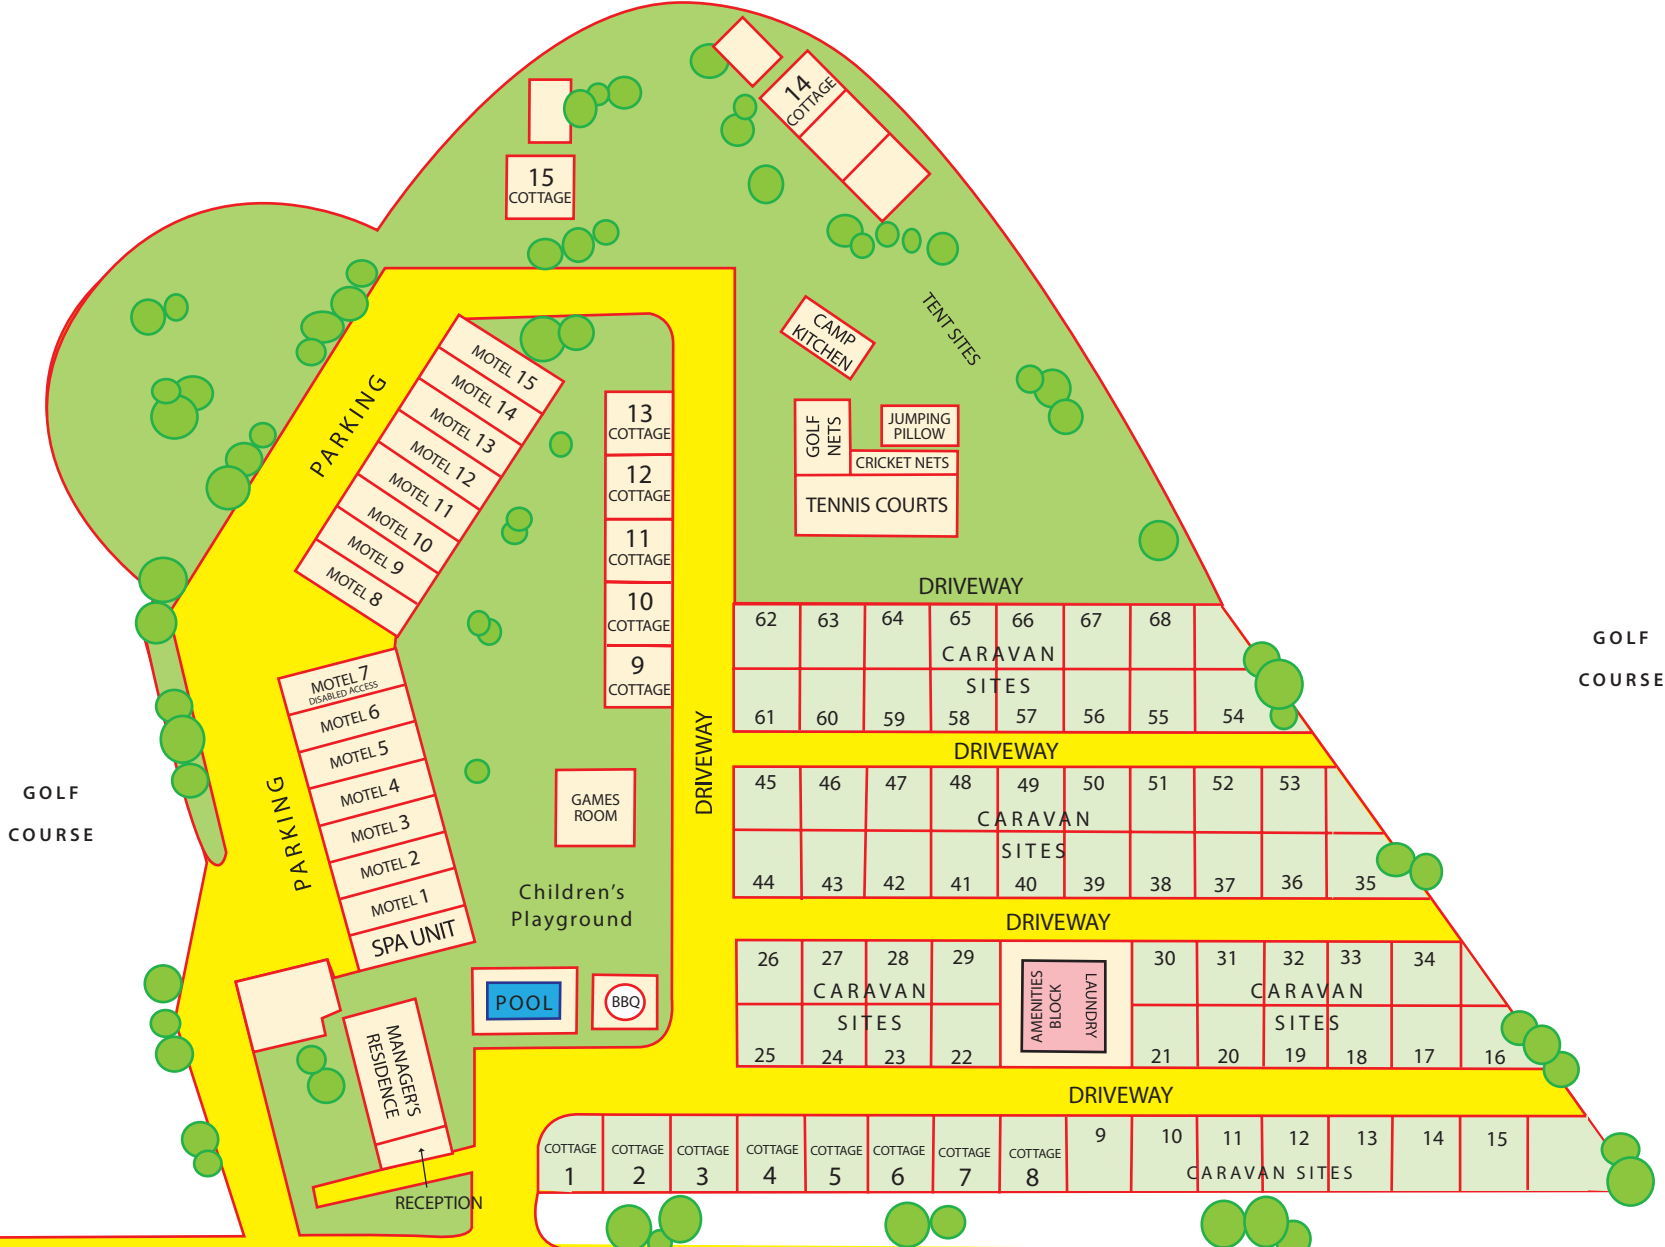 14
COTTAGE
15
COTTAGE
TENT SITES
CAMP
KITCHEN
PARKING
MOTEL 15
MOTEL 14
MOTEL 13
MOTEL 12
MOTEL 11
MOTEL 10
MOTEL 9
MOTEL 8
13
COTTAGE
12
COTTAGE
11
COTTAGE
10
COTTAGE
9
COTTAGE
GOLF
NETS
JUMPING
PILLOW
CRICKET NETS
TENNIS COURTS
DRIVEWAY
62 63 64 65 66 67 68
CARAVAN
SITES
61 60 59 58 57 56 55 54
GOLF
COURSE
DRIVEWAY
DRIVEWAY
45 46 47 48 49 50 51 52 53
CARAVAN
SITES
44 43 42 41 40 39 38 37 36 35
MOTEL 7
DISABLED ACCESS
MOTEL 6
MOTEL 5
MOTEL 4
MOTEL 3
MOTEL 2
MOTEL 1
SPA UNIT
PARKING
GOLF
COURSE
GAMES
ROOM
Children's
Playground
POOL
BBQ
DRIVEWAY
26 27 28 29
CARAVAN
SITES
25 24 23 22
AMENITIES
BLOCK
LAUNDRY
30 31 32 33 34
CARAVAN
SITES
21 20 19 18 17 16
DRIVEWAY
MANAGER'S
RESIDENCE
RECEPTION
COTTAGE
1
COTTAGE
2
COTTAGE
3
COTTAGE
4
COTTAGE
5
COTTAGE
6
COTTAGE
7
COTTAGE
8
9 10 11 12 13 14 15
CARAVAN SITES